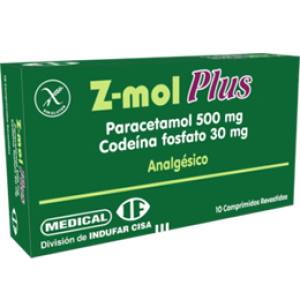 Z-mol Plus
Paracetamol 500 mg
Codeína fosfato 30 mg
Analgésico
MEDICAL
División de INDUFAR CISA
10 Comprimidos Revestidos